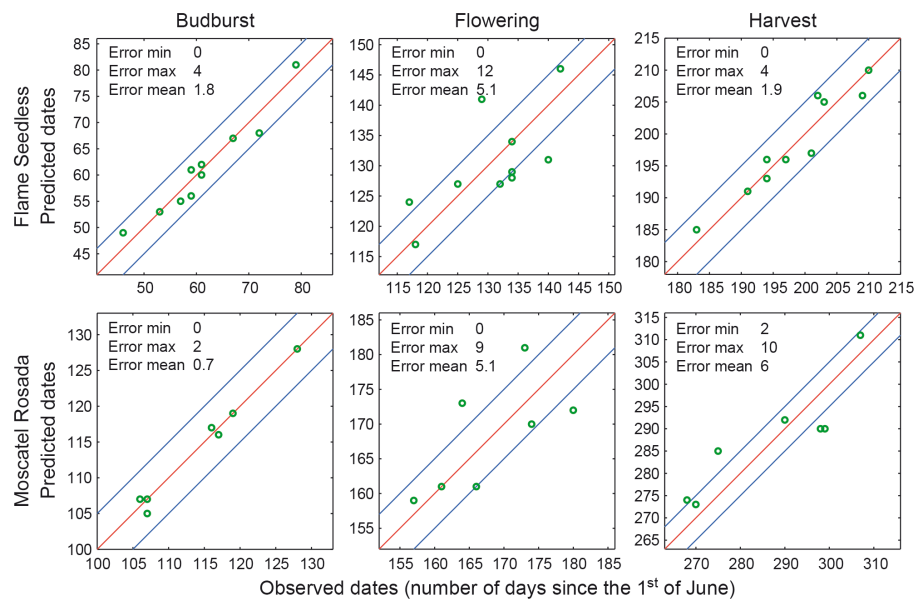 Budburst
Flowering
Harvest
Flame Seedless
Predicted dates
85
80
75
70
65
60
55
50
45
Error min 0
Error max 4
Error mean 1.8
50 60 70 80
150
145
140
135
130
125
120
115
Error min 0
Error max 12
Error mean 5.1
115 120 125 130 135 140 145 150
215
210
205
200
195
190
185
180
Error min 0
Error max 4
Error mean 1.9
180 185 190 195 200 205 210 215
Moscatel Rosada
Predicted dates
130
125
120
115
110
105
100
Error min 0
Error max 2
Error mean 0.7
100 105 110 115 120 125 130
185
180
175
170
165
160
155
Error min 0
Error max 9
Error mean 5.1
155 160 165 170 175 180 185
315
310
305
300
295
290
285
280
275
270
265
Error min 2
Error max 10
Error mean 6
270 280 290 300 310
Observed dates (number of days since the 1st of June)